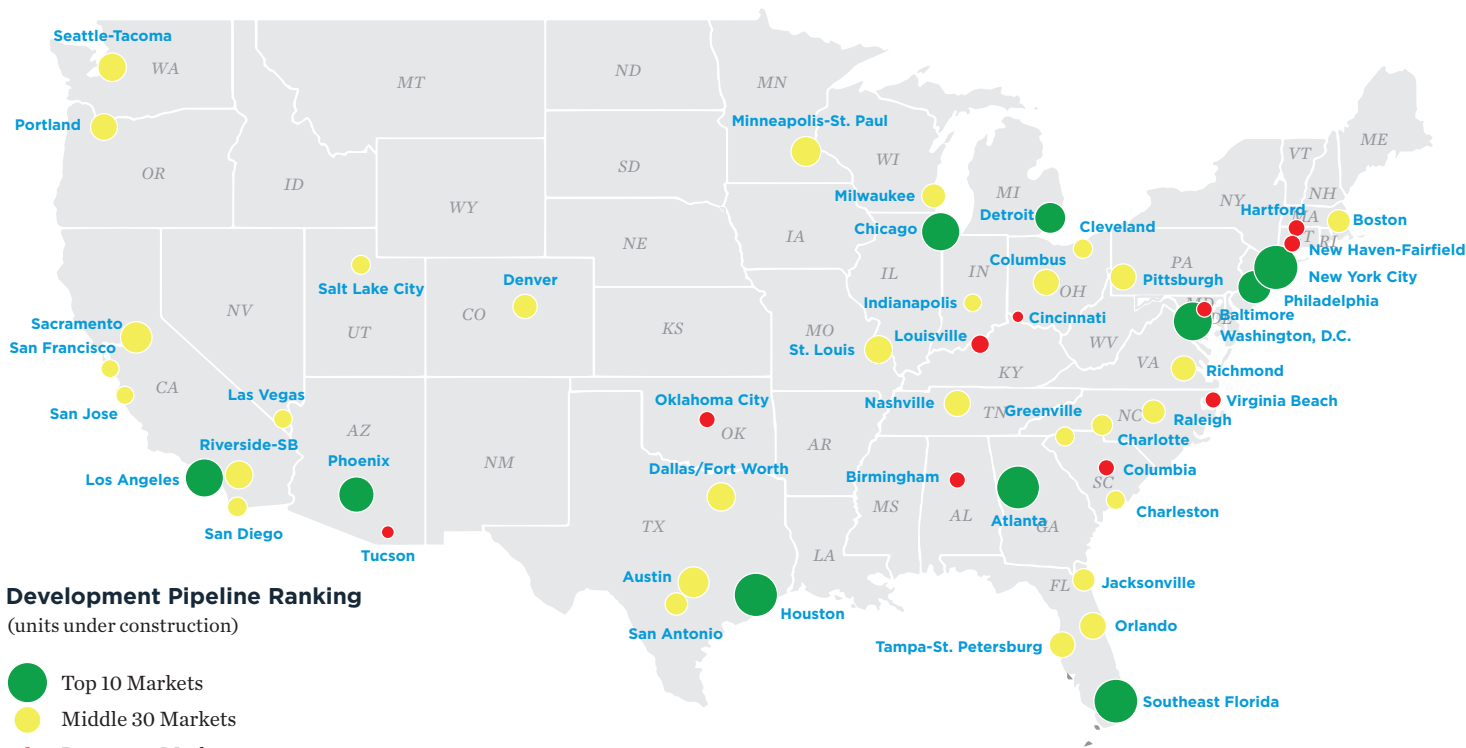 Seattle-Tacoma
WA
MT
ND
MN
ME
Portland
OR
ID
Minneapolis-St. Paul
WI
SD
WY
VT
NH
NY
MI
Milwaukee
Chicago
Detroit
Cleveland
Hartford
MA
Boston
RI
New Haven-Fairfield
New York City
Philadelphia
IA
NE
Salt Lake City
Denver
NV
UT
CO
KS
MO
IL
IN
Columbus
OH
PA
Pittsburgh
Indianapolis
Cincinnati
Louisville
St. Louis
MD
DE
Baltimore
Washington, D.C.
WV
VA
Richmond
KY
Sacramento
San Francisco
CA
San Jose
Las Vegas
Riverside-SB
Los Angeles
San Diego
AZ
Phoenix
Tucson
NM
Oklahoma City
OK
AR
Nashville
TN
Greenville
NC
Raleigh
Charlotte
Virginia Beach
Columbia
SC
Charleston
Birmingham
MS
AL
Atlanta
GA
Dallas/Fort Worth
TX
LA
Austin
San Antonio
Houston
FL
Jacksonville
Orlando
Tampa-St. Petersburg
Southeast Florida
Development Pipeline Ranking
(units under construction)
Top 10 Markets
Middle 30 Markets